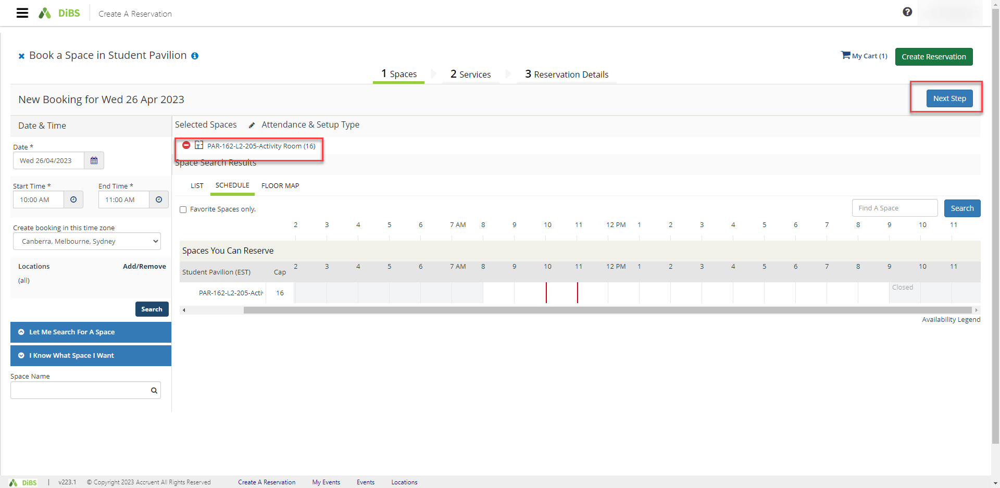 DiBS
Create A Reservation
Book a Space in Student Pavilion
My Cart (1)
Create Reservation
1 Spaces
2 Services
3 Reservation Details
New Booking for Wed 26 Apr 2023
Next Step
Date & Time
Date *
Wed 26/04/2023
Start Time *
End Time *
10:00 AM
11:00 AM
Create booking in this time zone
Canberra, Melbourne, Sydney
Locations
Add/Remove
(all)
Search
Let Me Search For A Space
I Know What Space I Want
Space Name
Selected Spaces
Attendance & Setup Type
PAR-162-L2-205-Activity Room (16)
Space Search Results
LIST
SCHEDULE
FLOOR MAP
Favorite Spaces only.
Find A Space
Search
2 3 4 5 6 7 AM 8 9 10 11 12 PM 1 2 3 4 5 6 7 8 9 10 11
Spaces You Can Reserve
Student Pavilion (EST)
Cap
2 3 4 5 6 7 AM 8 9 10 11 12 PM 1 2 3 4 5 6 7 8 9 10 11
PAR-162-L2-205-Activ
16
Closed
Availability Legend
DiBS
|
v223.1
© Copyright 2023 Accruent All Rights Reserved
Create A Reservation
My Events
Events
Locations